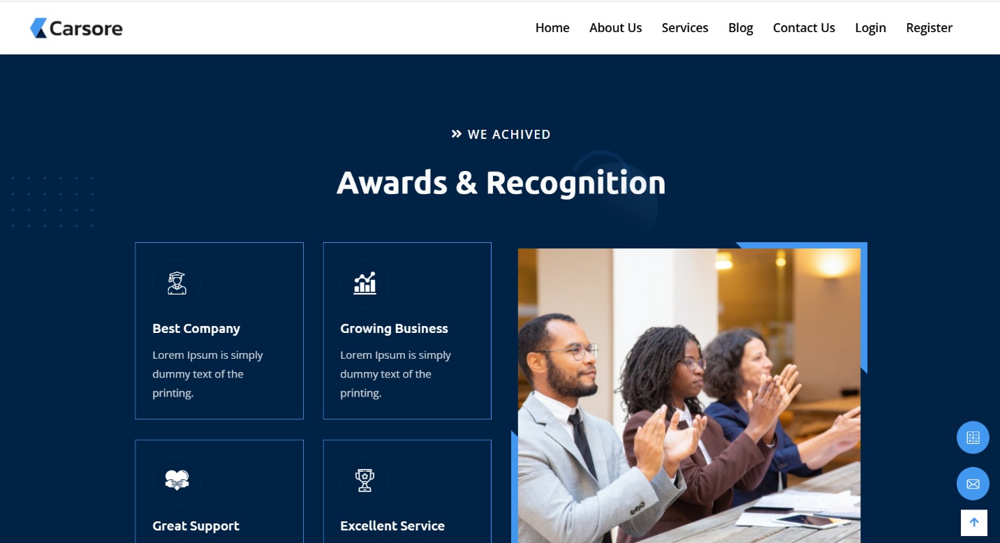 Carsore
Home About Us Services Blog Contact Us Login Register
WE ACHIVED
Awards & Recognition
Best Company
Lorem Ipsum is simply
dummy text of the
printing.
Growing Business
Lorem Ipsum is simply
dummy text of the
printing.
Great Support
Excellent Service